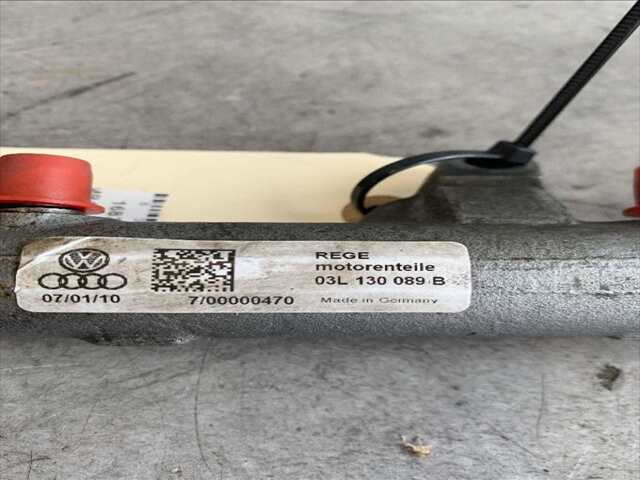 REGE
motorenteile
03L 130 089 B
07/01/10 7/00000470 Made in Germany